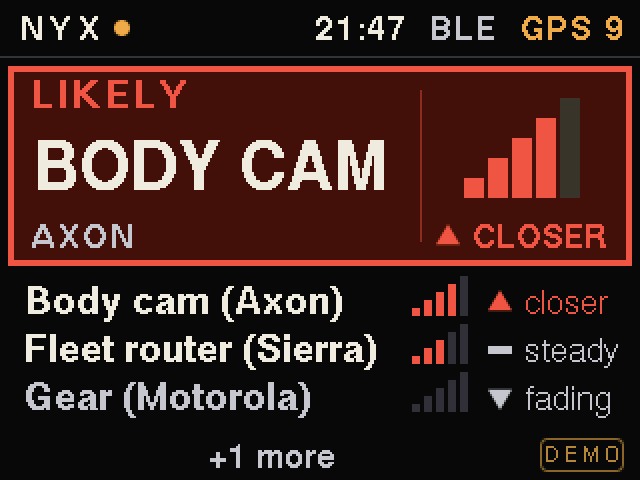 NYX 21:47 BLE GPS 9
LIKELY
BODY CAM
AXON
CLOSER
Body cam (Axon) closer
Fleet router (Sierra) steady
Gear (Motorola) fading
+1 more DEMO